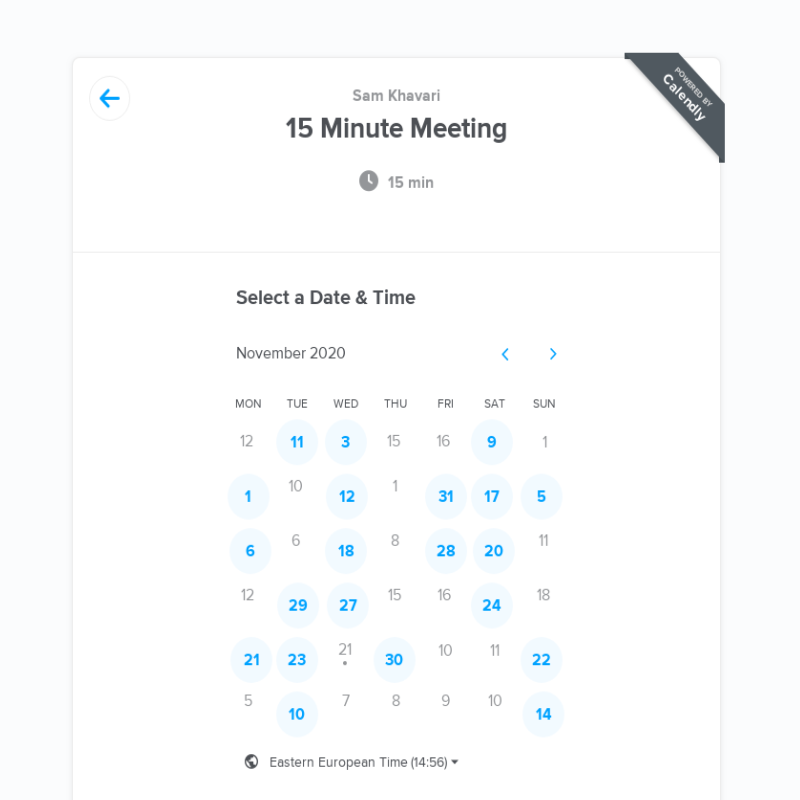 POWERED BY
Calendly
Sam Khavari
15 Minute Meeting
15 min
Select a Date & Time
November 2020
MON TUE WED THU FRI SAT SUN
12 11 3 15 16 9 1
1 10 12 1 31 17 5
6 6 18 8 28 20 11
12 29 27 15 16 24 18
21 23 21 30 10 11 22
5 10 7 8 9 10 14
Eastern European Time (14:56)